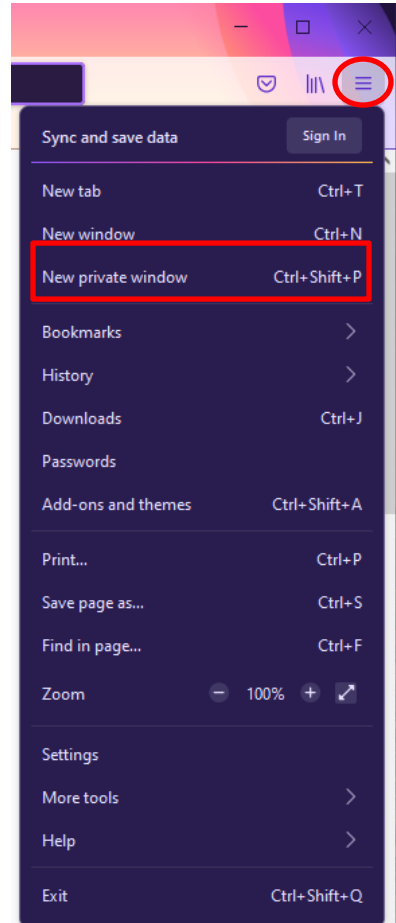 Sync and save data Sign In
New tab Ctrl+T
New window Ctrl+N
New private window Ctrl+Shift+P
Bookmarks
History
Downloads Ctrl+J
Passwords
Add-ons and themes Ctrl+Shift+A
Print... Ctrl+P
Save page as... Ctrl+S
Find in page... Ctrl+F
Zoom − 100% +
Settings
More tools
Help
Exit Ctrl+Shift+Q